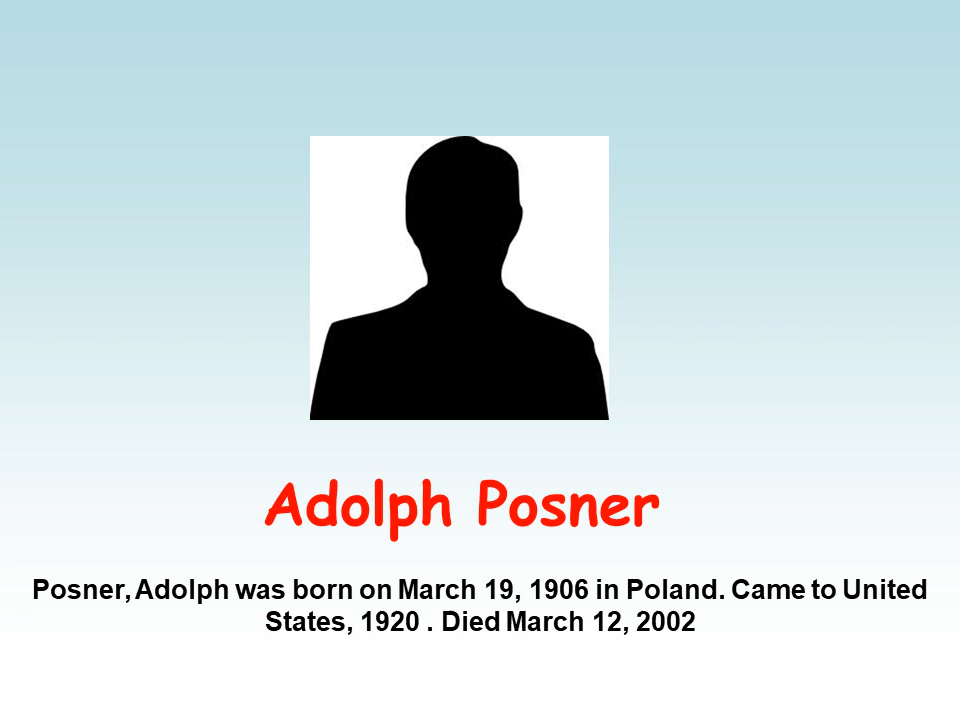 Adolph Posner
Posner, Adolph was born on March 19, 1906 in Poland. Came to United
States, 1920 . Died March 12, 2002